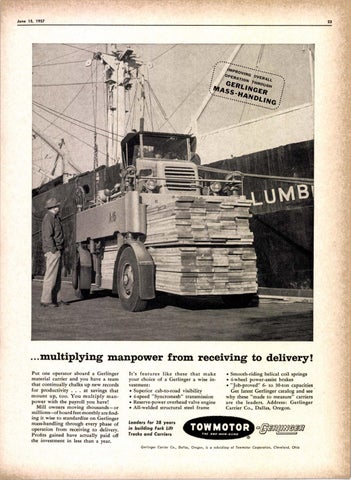 June 15, 1957
53
IMPROVING OVERALL
OPERATION THROUGH
GERLINGER
MASS-HANDLING
LUMB
...multiplying manpower from receiving to delivery!
Put one operator aboard a Gerlinger
material carrier and you have a team
that continually chalks up new records
for productivity . . . at savings that
mount up, too. You multiply man-
power with the payroll you have!
Mill owners moving thousands—or
millions—of board feet monthly are find-
ing it wise to standardize on Gerlinger
mass-handling through every phase of
operation from receiving to delivery.
Profits gained have actually paid off
the investment in less than a year.
It's features like these that make
your choice of a Gerlinger a wise in-
vestment:
• Superior cab-to-road visibility
• 4-speed "Syncromesh" transmission
• Reserve-power overhead valve engine
• All-welded structural steel frame
• Smooth-riding helical coil springs
• 4-wheel power-assist brakes
• "Job-proved" 6- to 30-ton capacities
Get latest Gerlinger catalog and see
why these "made to measure" carriers
are the leaders. Address: Gerlinger
Carrier Co., Dallas, Oregon.
Leaders for 38 years
in building Fork Lift
Trucks and Carriers
TOWMOTOR
THE ONE-MAN-GANG
GERLINGER
Gerlinger Carrier Co., Dallas, Oregon, is a subsidiary of Towmotor Corporation, Cleveland, Ohio